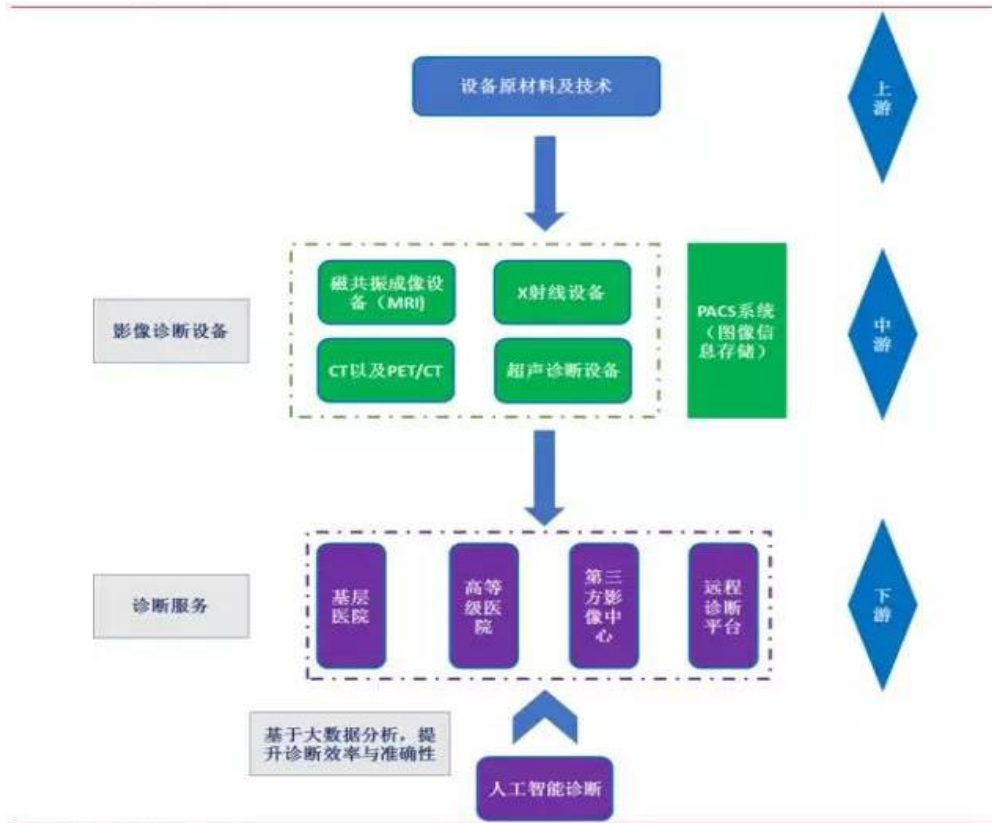 设备原材料及技术
上
游
影像诊断设备
磁共振成像设
备（MRI)
X射线设备
CT以及PET/CT
超声诊断设备
PACS系统
（图像信
息存储）
中
游
诊断服务
基层
医院
高等
级医
院
第三
方影
像中
心
远程
诊断
平台
下
游
基于大数据分析，提
升诊断效率与准确性
人工智能诊断